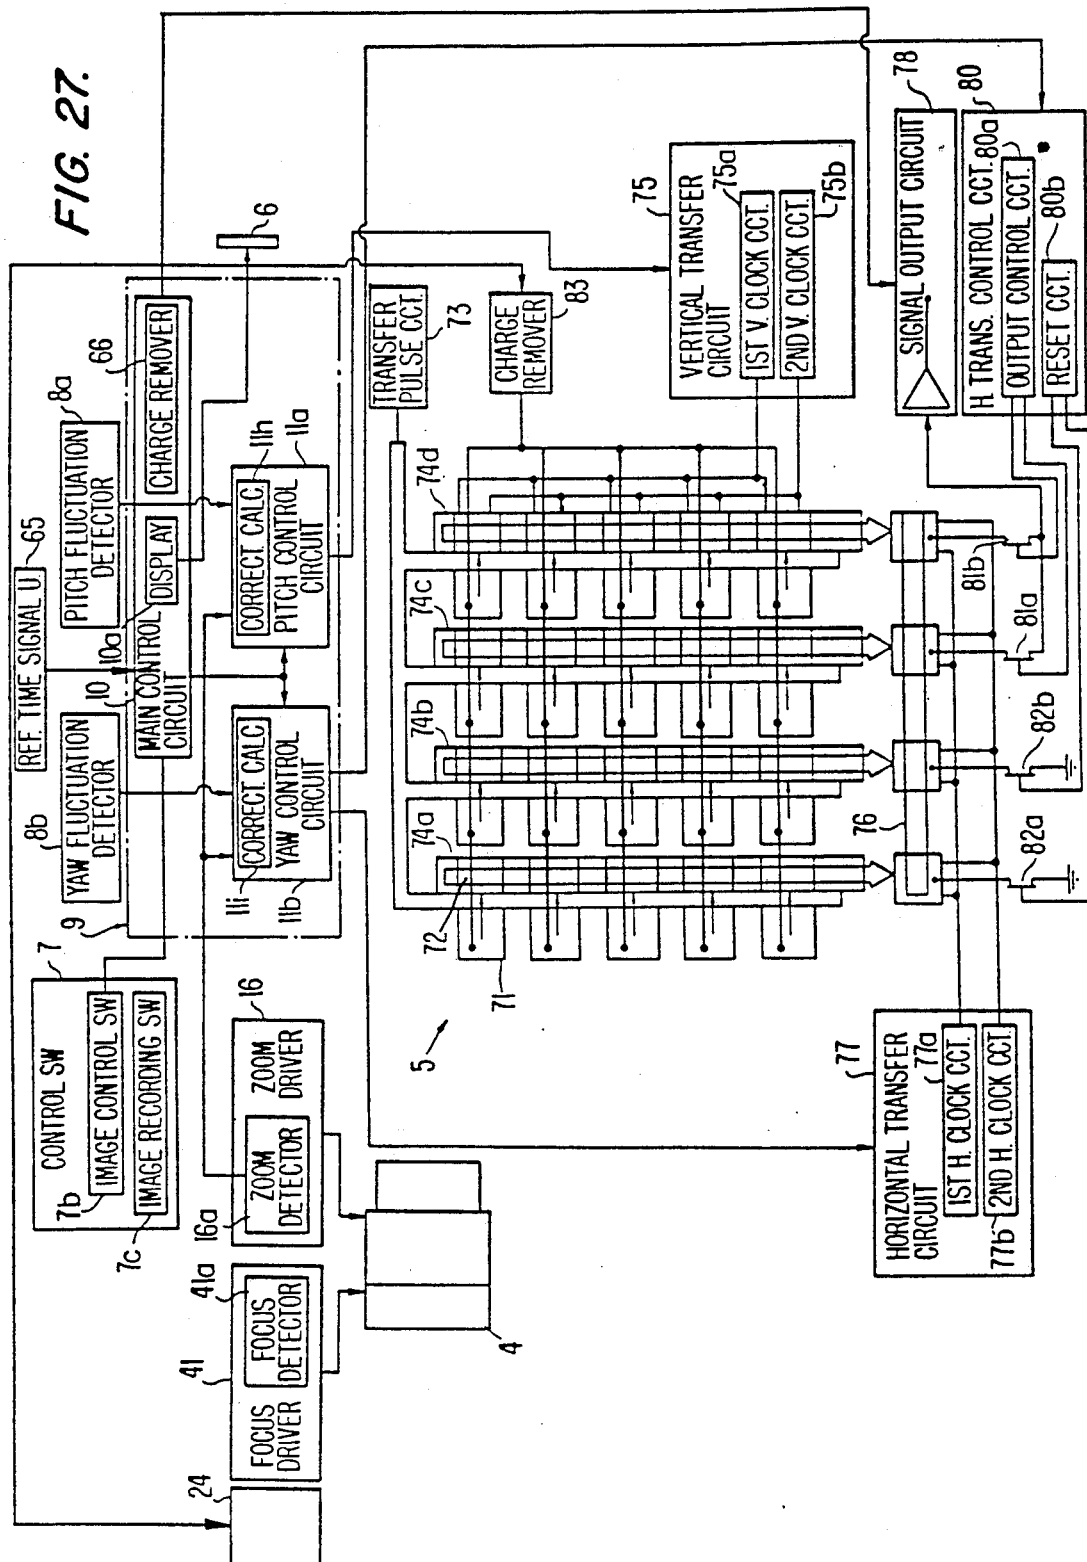 FIG. 27.
REF. TIME SIGNAL U.
65
YAW FLUCTUATION
DETECTOR
8b
PITCH FLUCTUATION
DETECTOR
8a
9
10
10a
MAIN CONTROL
CIRCUIT
DISPLAY
CHARGE REMOVER
66
6
CORRECT. CALC.
YAW CONTROL
CIRCUIT
11i
11b
CORRECT CALC.
PITCH CONTROL
CIRCUIT
11h
11a
7
CONTROL SW
IMAGE CONTROL SW
7b
IMAGE RECORDING SW
7c
16
ZOOM
DRIVER
ZOOM
DETECTOR
16a
41
FOCUS
DRIVER
FOCUS
DETECTOR
41a
24
4
5
TRANSFER
PULSE CCT.
73
CHARGE
REMOVER
83
75
VERTICAL TRANSFER
CIRCUIT
75a
1ST V. CLOCK CCT.
2ND V. CLOCK CCT.
75b
71
72
74a
74b
74c
74d
76
77
HORIZONTAL TRANSFER
CIRCUIT
77a
1ST H. CLOCK CCT.
2ND H. CLOCK CCT.
77b
82a
82b
81a
81b
SIGNAL OUTPUT CIRCUIT
78
H TRANS. CONTROL CCT.
80
OUTPUT CONTROL CCT.
80a
RESET CCT.
80b